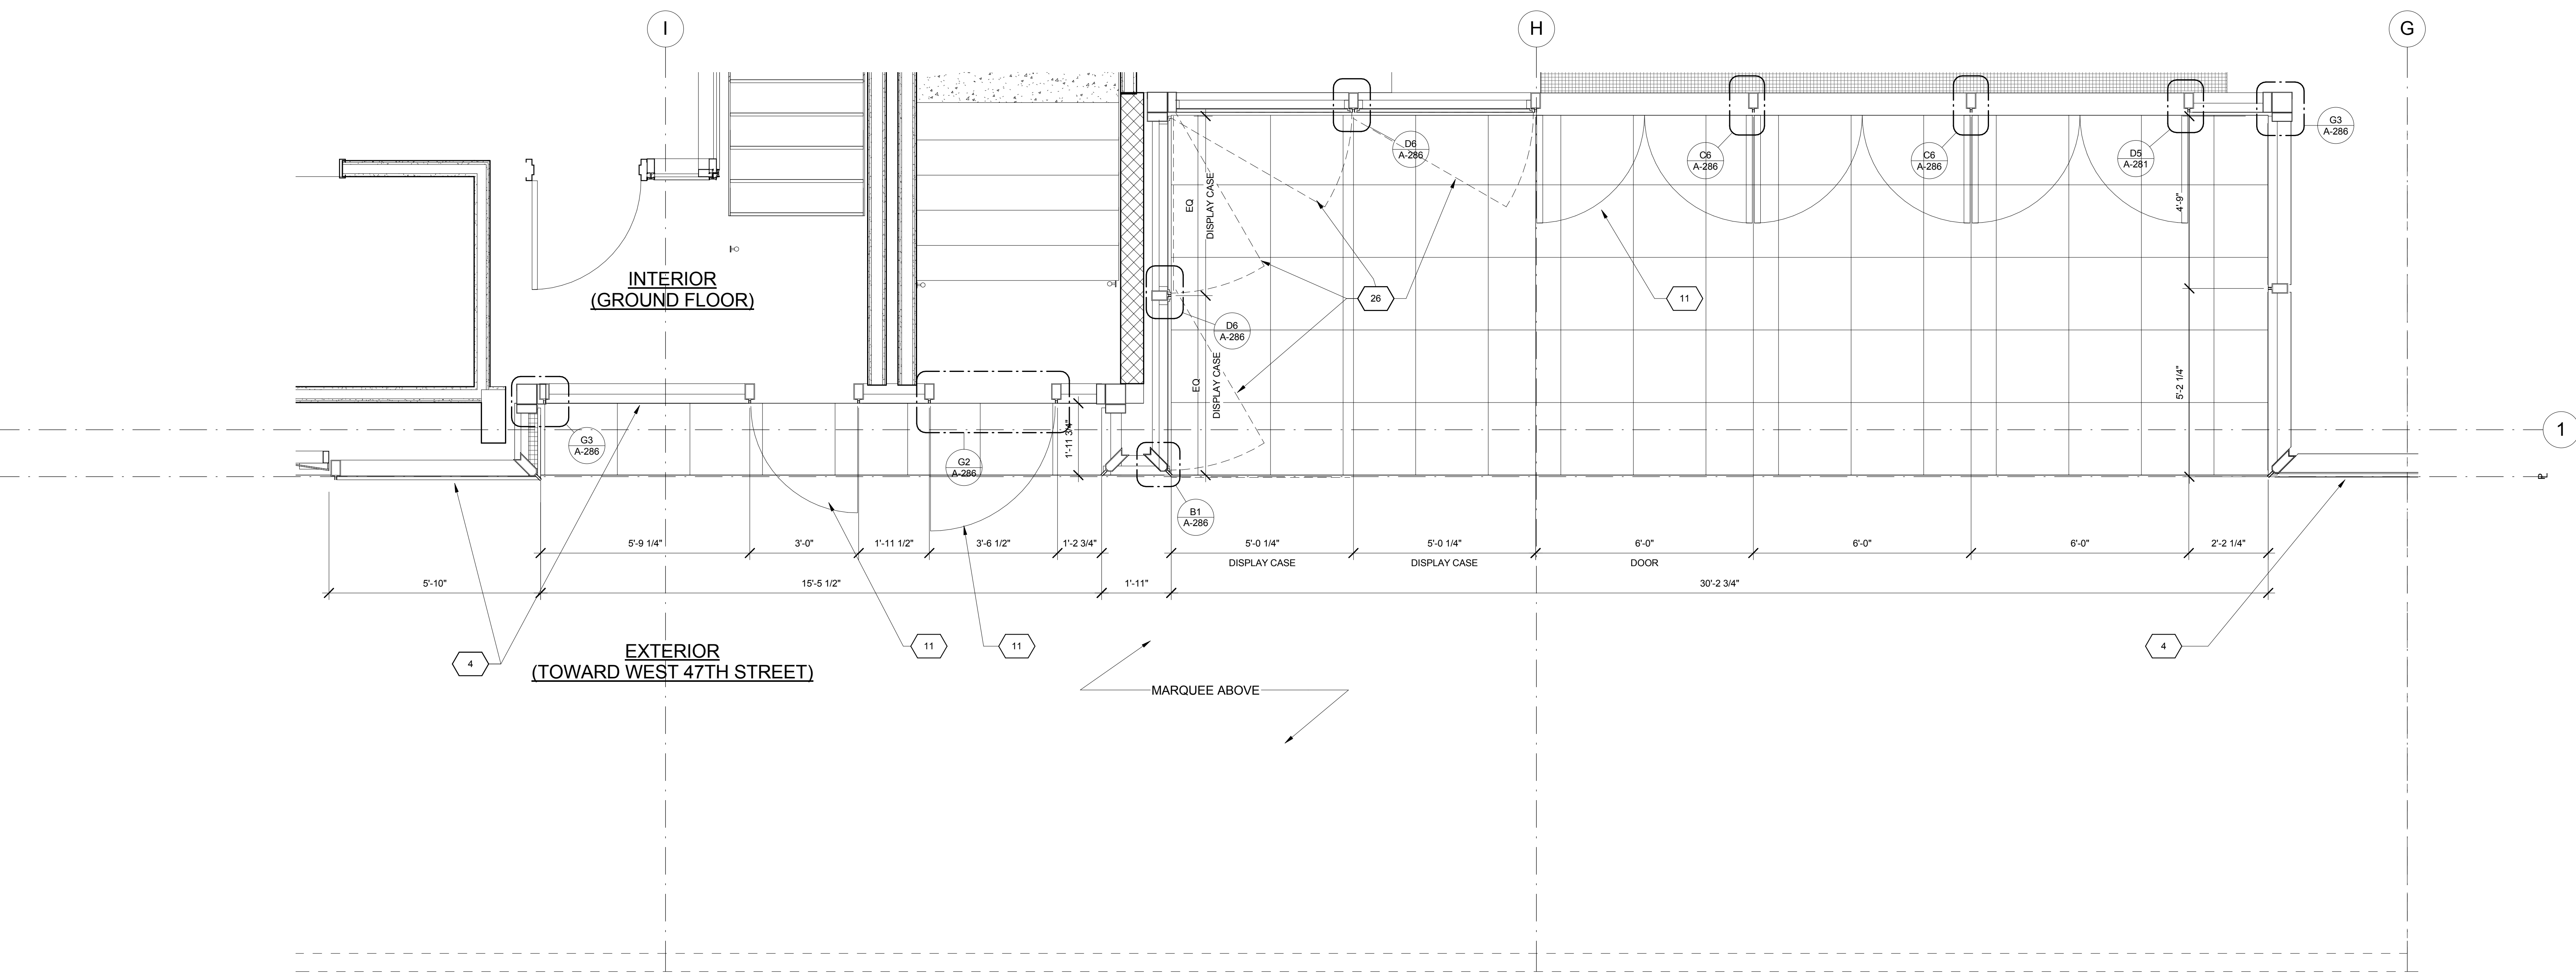 I
H
G
D6
A-286
C6
A-286
C6
A-286
D5
A-281
G3
A-286
EQ
DISPLAY CASE
4'-9"
INTERIOR
(GROUND FLOOR)
26
11
D6
A-286
EQ
DISPLAY CASE
5'-2 1/4"
1
G3
A-286
G2
A-286
1'-11 3/4"
PL
B1
A-286
5'-9 1/4"
3'-0"
1'-11 1/2"
3'-6 1/2"
1'-2 3/4"
5'-0 1/4"
5'-0 1/4"
6'-0"
6'-0"
6'-0"
2'-2 1/4"
DISPLAY CASE
DISPLAY CASE
DOOR
5'-10"
15'-5 1/2"
1'-11"
30'-2 3/4"
4
EXTERIOR
(TOWARD WEST 47TH STREET)
11
11
4
MARQUEE ABOVE